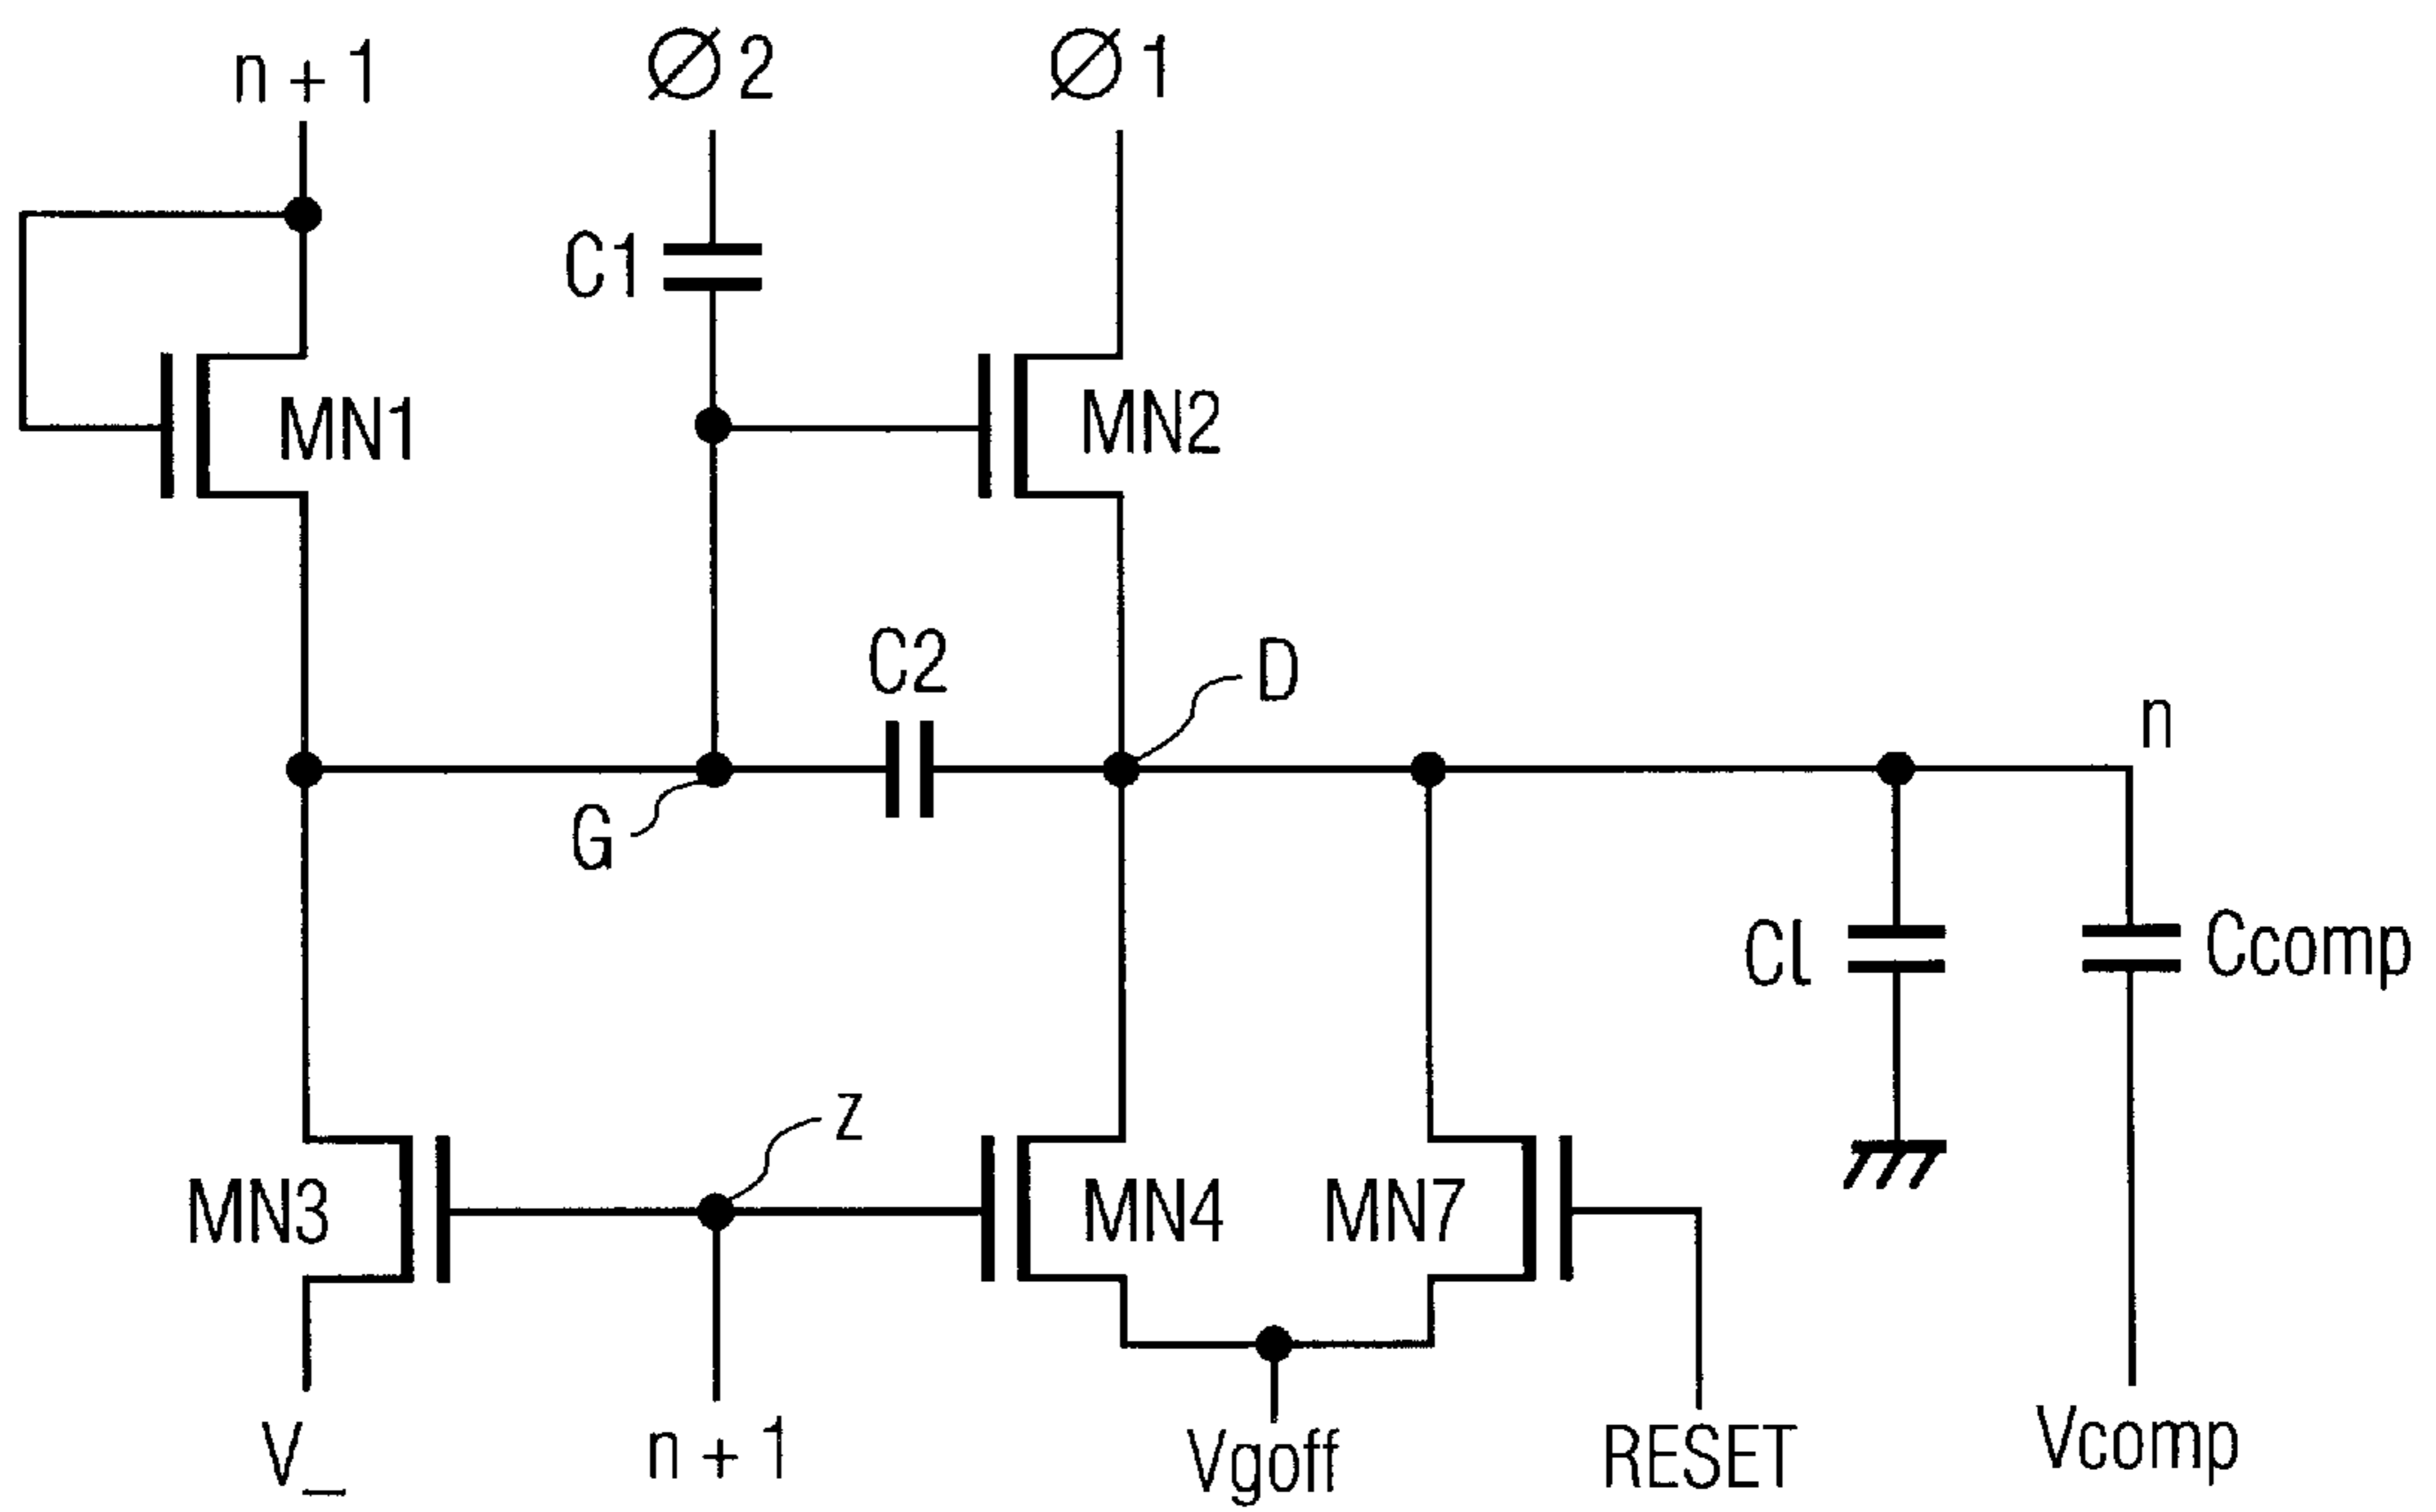 n + 1
Ø2
Ø1
C1
MN1
MN2
C2
D
n
G
Cl
Ccomp
z
MN3
MN4
MN7
V_
n + 1
Vgoff
RESET
Vcomp